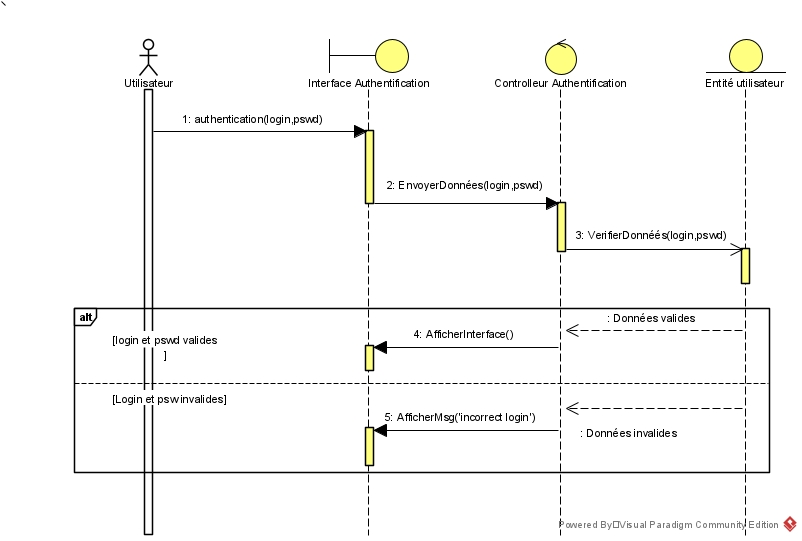 Utilisateur
Interface Authentification
Controlleur Authentification
Entité utilisateur
1: authentication(login,pswd)
2: EnvoyerDonnées(login,pswd)
3: VerifierDonnéés(login,pswd)
alt
: Données valides
[login et pswd valides
]
4: AfficherInterface()
[Login et psw invalides]
5: AfficherMsg('incorrect login')
: Données invalides
Powered By Visual Paradigm Community Edition